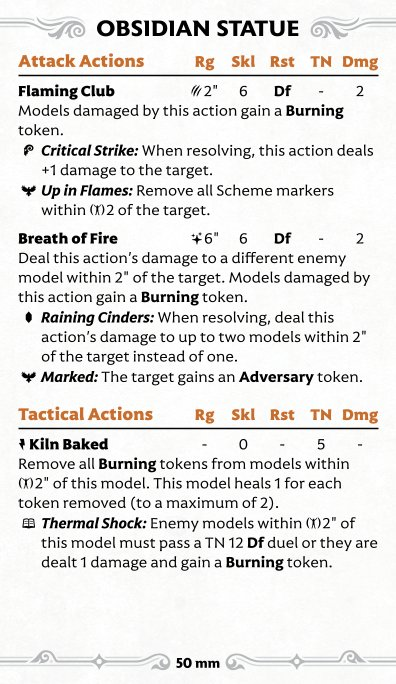 OBSIDIAN STATUE
Attack Actions Rg Skl Rst TN Dmg
Flaming Club 2" 6 Df - 2
Models damaged by this action gain a Burning
token.
Critical Strike: When resolving, this action deals
+1 damage to the target.
Up in Flames: Remove all Scheme markers
within 2 of the target.
Breath of Fire 6" 6 Df - 2
Deal this action's damage to a different enemy
model within 2" of the target. Models damaged by
this action gain a Burning token.
Raining Cinders: When resolving, deal this
action's damage to up to two models within 2"
of the target instead of one.
Marked: The target gains an Adversary token.
Tactical Actions Rg Skl Rst TN Dmg
Kiln Baked - 0 - 5 -
Remove all Burning tokens from models within
2" of this model. This model heals 1 for each
token removed (to a maximum of 2).
Thermal Shock: Enemy models within 2" of
this model must pass a TN 12 Df duel or they are
dealt 1 damage and gain a Burning token.
50 mm